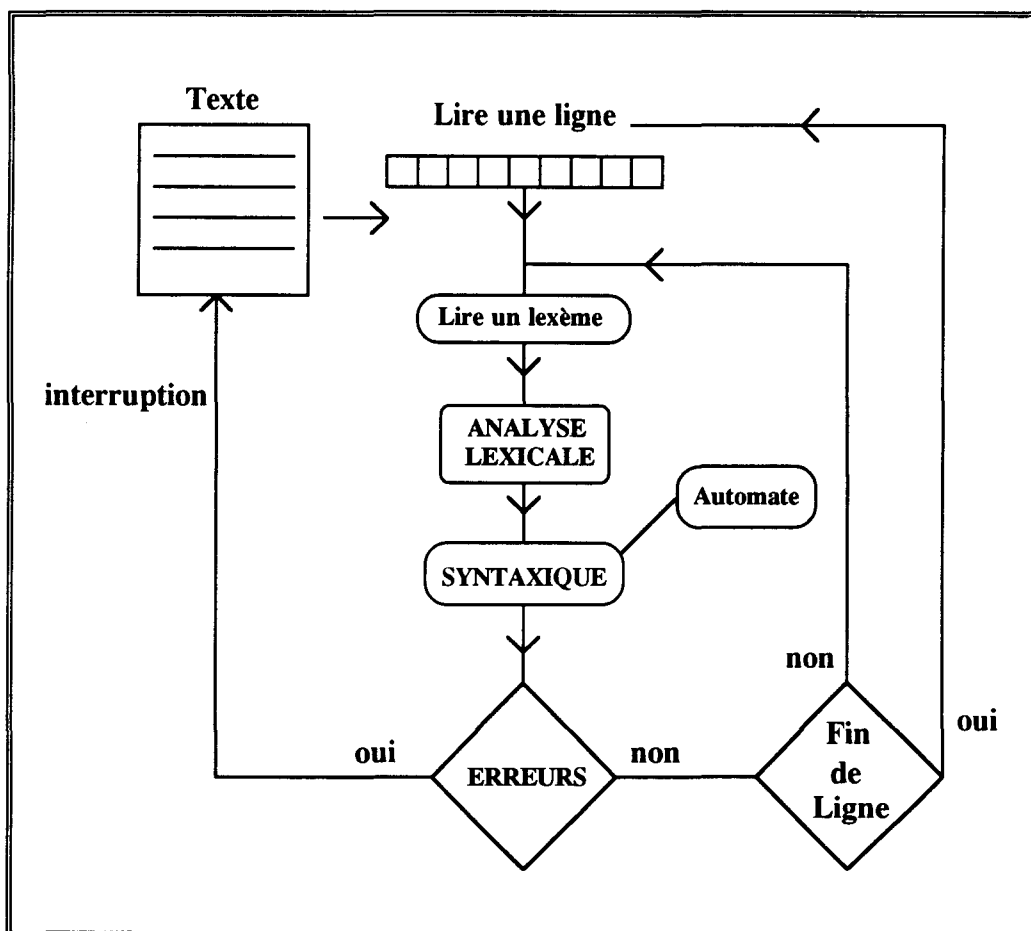 Texte
Lire une ligne
Lire un lexème
interruption
ANALYSE
LEXICALE
Automate
SYNTAXIQUE
non
oui
oui
ERREURS
non
Fin
de
Ligne